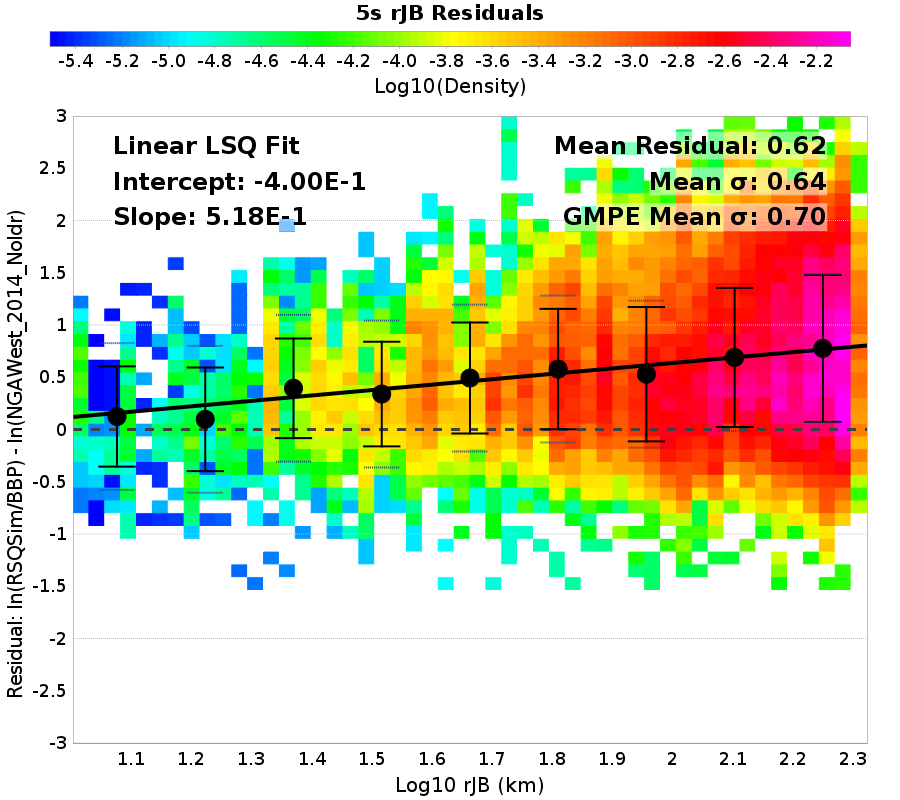 5s rJB Residuals
-5.4 -5.2 -5.0 -4.8 -4.6 -4.4 -4.2 -4.0 -3.8 -3.6 -3.4 -3.2 -3.0 -2.8 -2.6 -2.4 -2.2
Log10(Density)
Linear LSQ Fit
Intercept: -4.00E-1
Slope: 5.18E-1
Mean Residual: 0.62
Mean σ: 0.64
GMPE Mean σ: 0.70
Residual: ln(RSQSim/BBP) - ln(NGAWest_2014_NoIdr)
3
2.5
2
1.5
1
0.5
0
-0.5
-1
-1.5
-2
-2.5
-3
1.1 1.2 1.3 1.4 1.5 1.6 1.7 1.8 1.9 2 2.1 2.2 2.3
Log10 rJB (km)